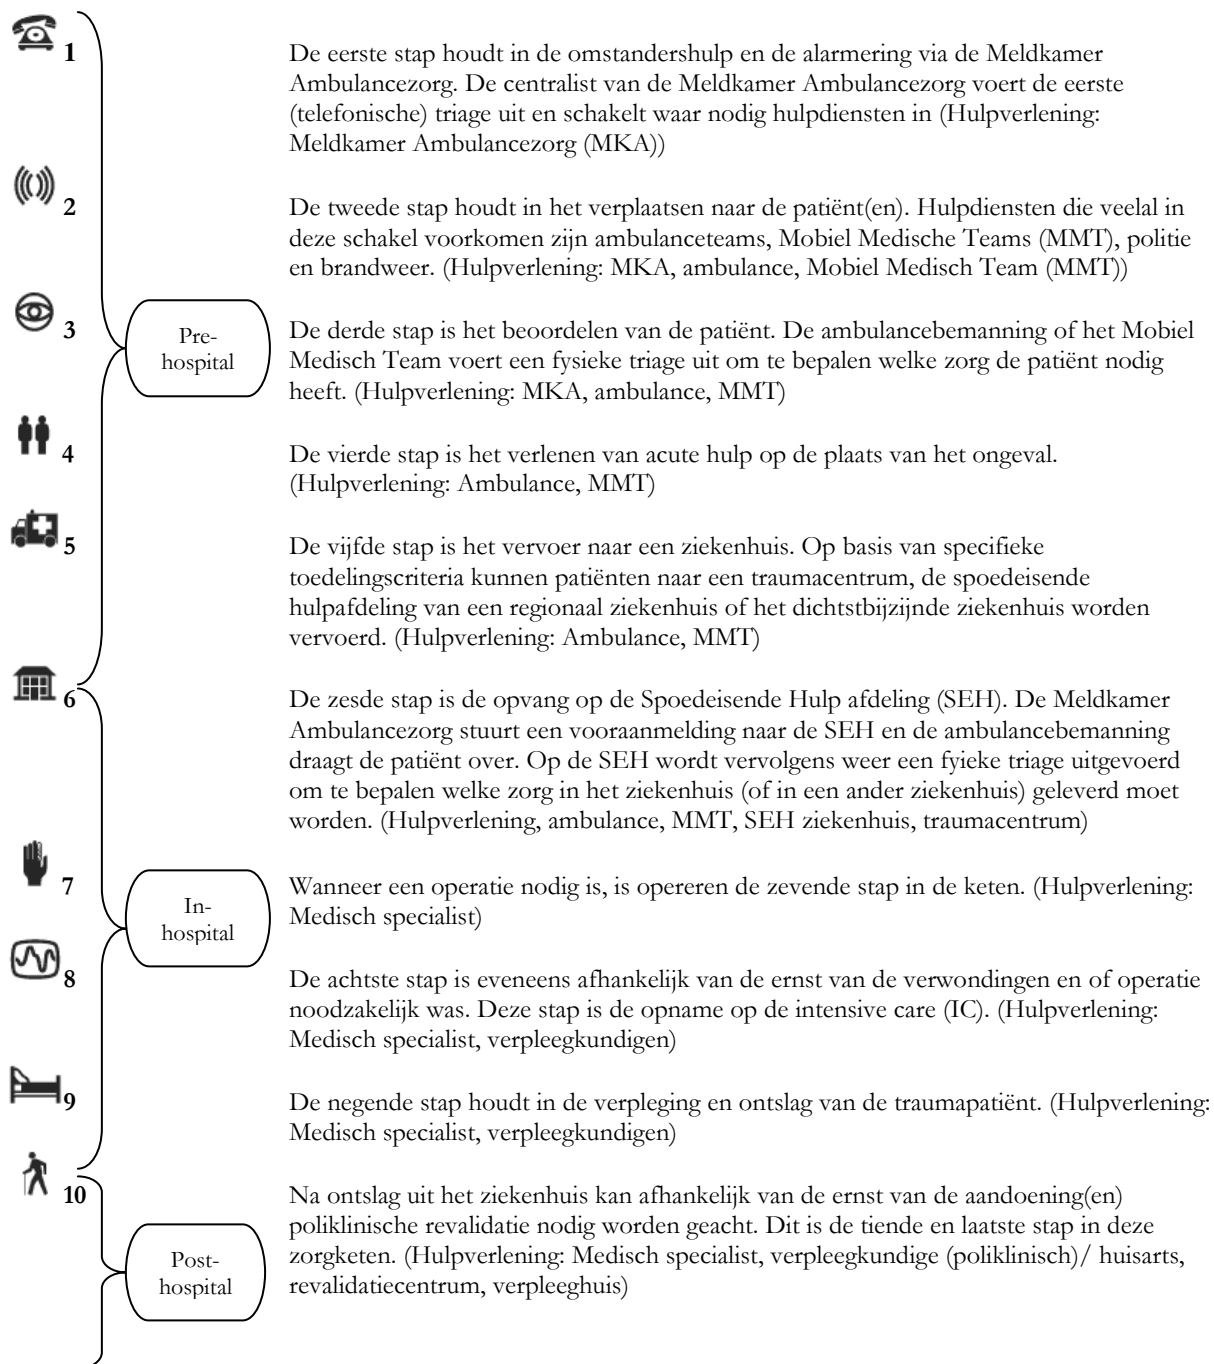 1
De eerste stap houdt in de omstandershulp en de alarmering via de Meldkamer
Ambulancezorg. De centralist van de Meldkamer Ambulancezorg voert de eerste
(telefonische) triage uit en schakelt waar nodig hulpdiensten in (Hulpverlening:
Meldkamer Ambulancezorg (MKA))
2
De tweede stap houdt in het verplaatsen naar de patiënt(en). Hulpdiensten die veelal in
deze schakel voorkomen zijn ambulanceteams, Mobiel Medische Teams (MMT), politie
en brandweer. (Hulpverlening: MKA, ambulance, Mobiel Medisch Team (MMT))
3
Pre-
hospital
De derde stap is het beoordelen van de patiënt. De ambulancebemanning of het Mobiel
Medisch Team voert een fysieke triage uit om te bepalen welke zorg de patiënt nodig
heeft. (Hulpverlening: MKA, ambulance, MMT)
4
De vierde stap is het verlenen van acute hulp op de plaats van het ongeval.
(Hulpverlening: Ambulance, MMT)
5
De vijfde stap is het vervoer naar een ziekenhuis. Op basis van specifieke
toedelingscriteria kunnen patiënten naar een traumacentrum, de spoedeisende
hulpafdeling van een regionaal ziekenhuis of het dichtstbijzijnde ziekenhuis worden
vervoerd. (Hulpverlening: Ambulance, MMT)
6
De zesde stap is de opvang op de Spoedeisende Hulp afdeling (SEH). De Meldkamer
Ambulancezorg stuurt een vooraanmelding naar de SEH en de ambulancebemanning
draagt de patiënt over. Op de SEH wordt vervolgens weer een fyieke triage uitgevoerd
om te bepalen welke zorg in het ziekenhuis (of in een ander ziekenhuis) geleverd moet
worden. (Hulpverlening, ambulance, MMT, SEH ziekenhuis, traumacentrum)
7
In-
hospital
Wanneer een operatie nodig is, is opereren de zevende stap in de keten. (Hulpverlening:
Medisch specialist)
8
De achtste stap is eveneens afhankelijk van de ernst van de verwondingen en of operatie
noodzakelijk was. Deze stap is de opname op de intensive care (IC). (Hulpverlening:
Medisch specialist, verpleegkundigen)
9
De negende stap houdt in de verpleging en ontslag van de traumapatiënt. (Hulpverlening:
Medisch specialist, verpleegkundigen)
10
Post-
hospital
Na ontslag uit het ziekenhuis kan afhankelijk van de ernst van de aandoening(en)
poliklinische revalidatie nodig worden geacht. Dit is de tiende en laatste stap in deze
zorgketen. (Hulpverlening: Medisch specialist, verpleegkundige (poliklinisch)/ huisarts,
revalidatiecentrum, verpleeghuis)